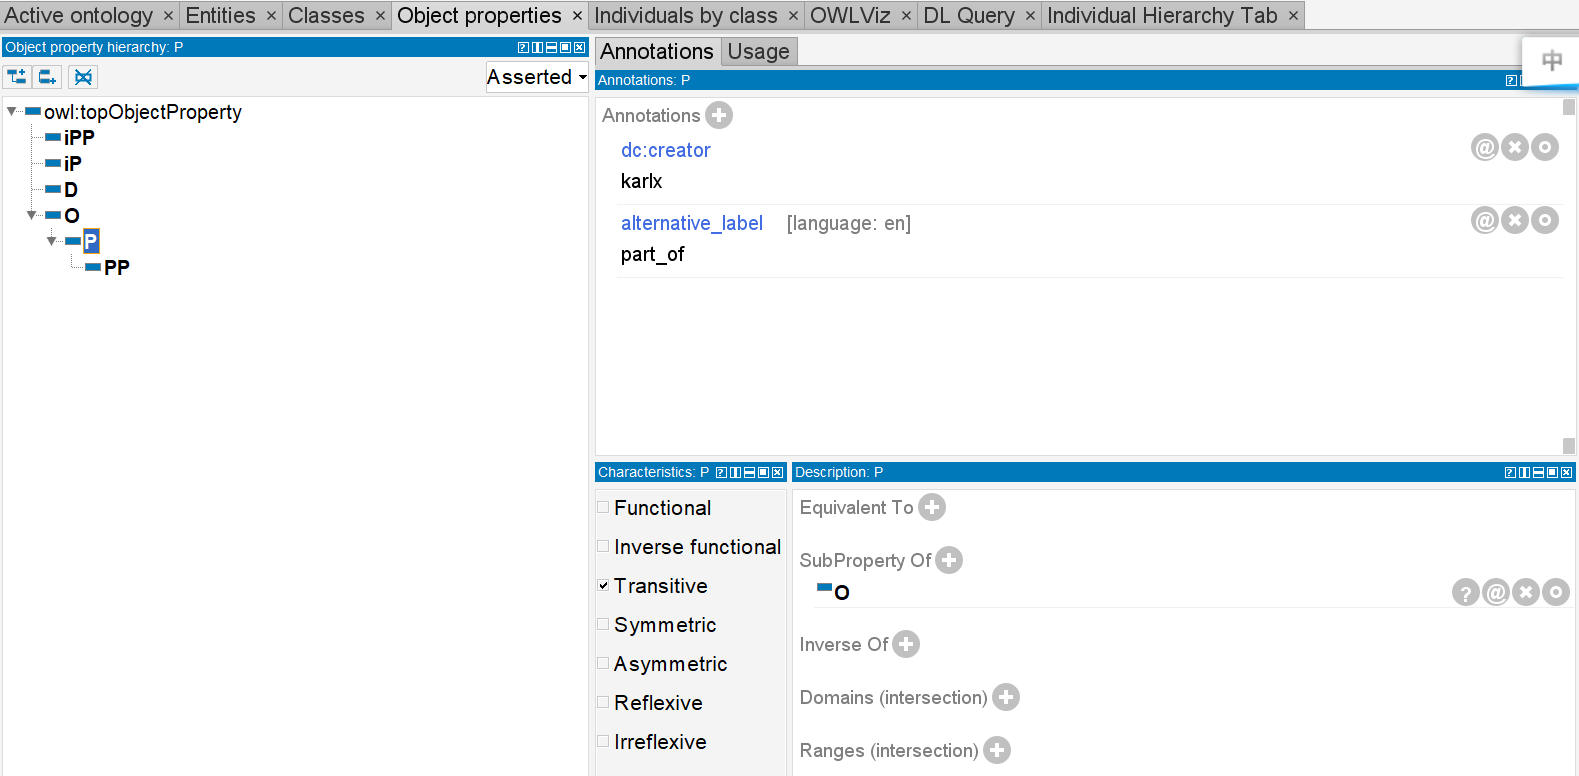 Active ontology × Entities × Classes × Object properties × Individuals by class × OWLViz × DL Query × Individual Hierarchy Tab ×
Object property hierarchy: P
Asserted
owl:topObjectProperty
iPP
iP
D
O
P
PP
Annotations Usage
Annotations: P
中
Annotations
dc:creator
karlx
alternative_label [language: en]
part_of
Characteristics: P
Functional
Inverse functional
Transitive
Symmetric
Asymmetric
Reflexive
Irreflexive
Description: P
Equivalent To
SubProperty Of
O
Inverse Of
Domains (intersection)
Ranges (intersection)